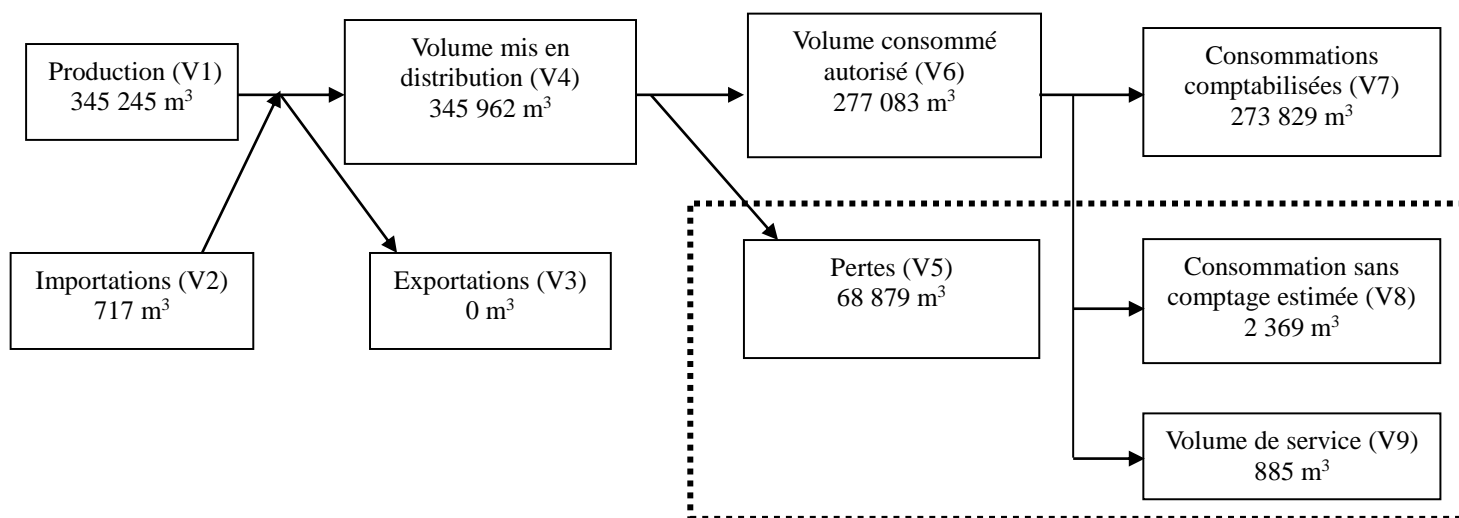 Production (V1)
345 245 m³
Volume mis en
distribution (V4)
345 962 m³
Volume consommé
autorisé (V6)
277 083 m³
Consommations
comptabilisées (V7)
273 829 m³
Importations (V2)
717 m³
Exportations (V3)
0 m³
Pertes (V5)
68 879 m³
Consommation sans
comptage estimée (V8)
2 369 m³
Volume de service (V9)
885 m³